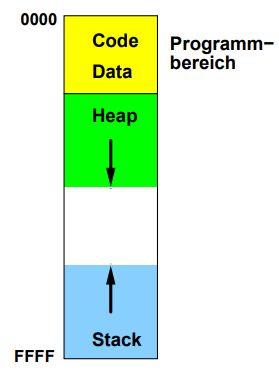 0000
Code
Data
Programm−
bereich
Heap
Stack
FFFF